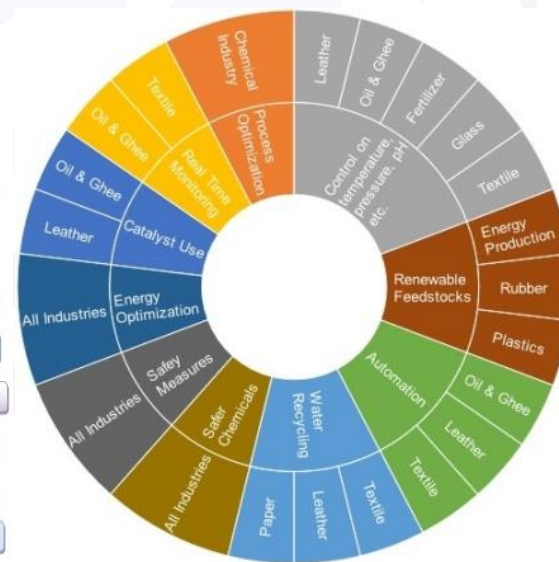 Control on
temperature,
pressure, pH
etc.
Leather
Oil & Ghee
Fertilizer
Glass
Textile
Renewable
Feedstocks
Energy
Production
Rubber
Plastics
Automation
Oil & Ghee
Leather
Textile
Water
Recycling
Textile
Leather
Paper
Safer
Chemicals
All Industries
Safey
Measures
All Industries
Energy
Optimization
All Industries
Catalyst Use
Leather
Oil & Ghee
Real Time
Monitoring
Oil & Ghee
Textile
Process
Optimization
Chemical
Industry